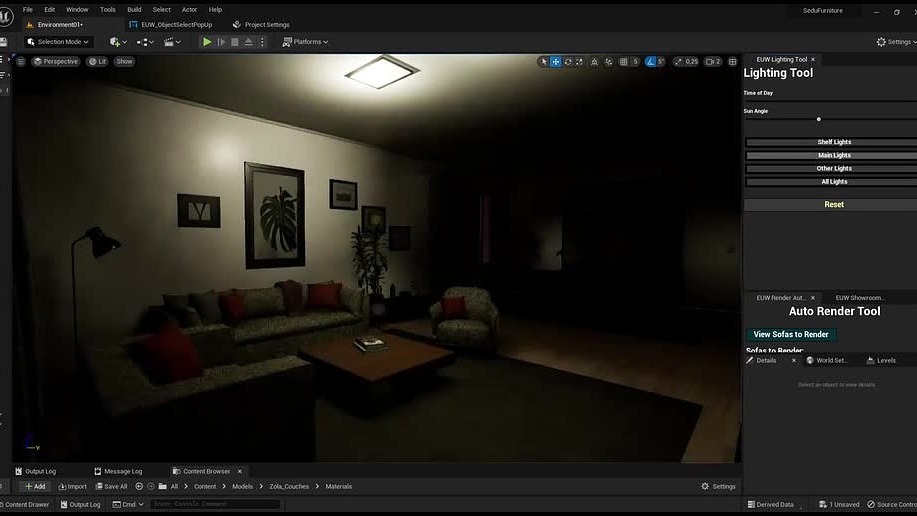 File Edit Window Tools Build Select Actor Help SeduFurniture
Environment01* EUW_ObjectSelectPopUp Project Settings
Selection Mode Platforms Settings
Perspective Lit Show 5 5° 0,25 2
EUW Lighting Tool
Lighting Tool
Time of Day
Sun Angle
Shelf Lights
Main Lights
Other Lights
All Lights
Reset
EUW Render Aut.. EUW Showroom...
Auto Render Tool
View Sofas to Render
Sofas to Render:
Details World Set... Levels
Select an object to view details
Output Log Message Log Content Browser
Add Import Save All All Content Models Zola_Couches Materials Settings
Content Drawer Output Log Cmd Enter Console Command Derived Data 1 Unsaved Source Contro